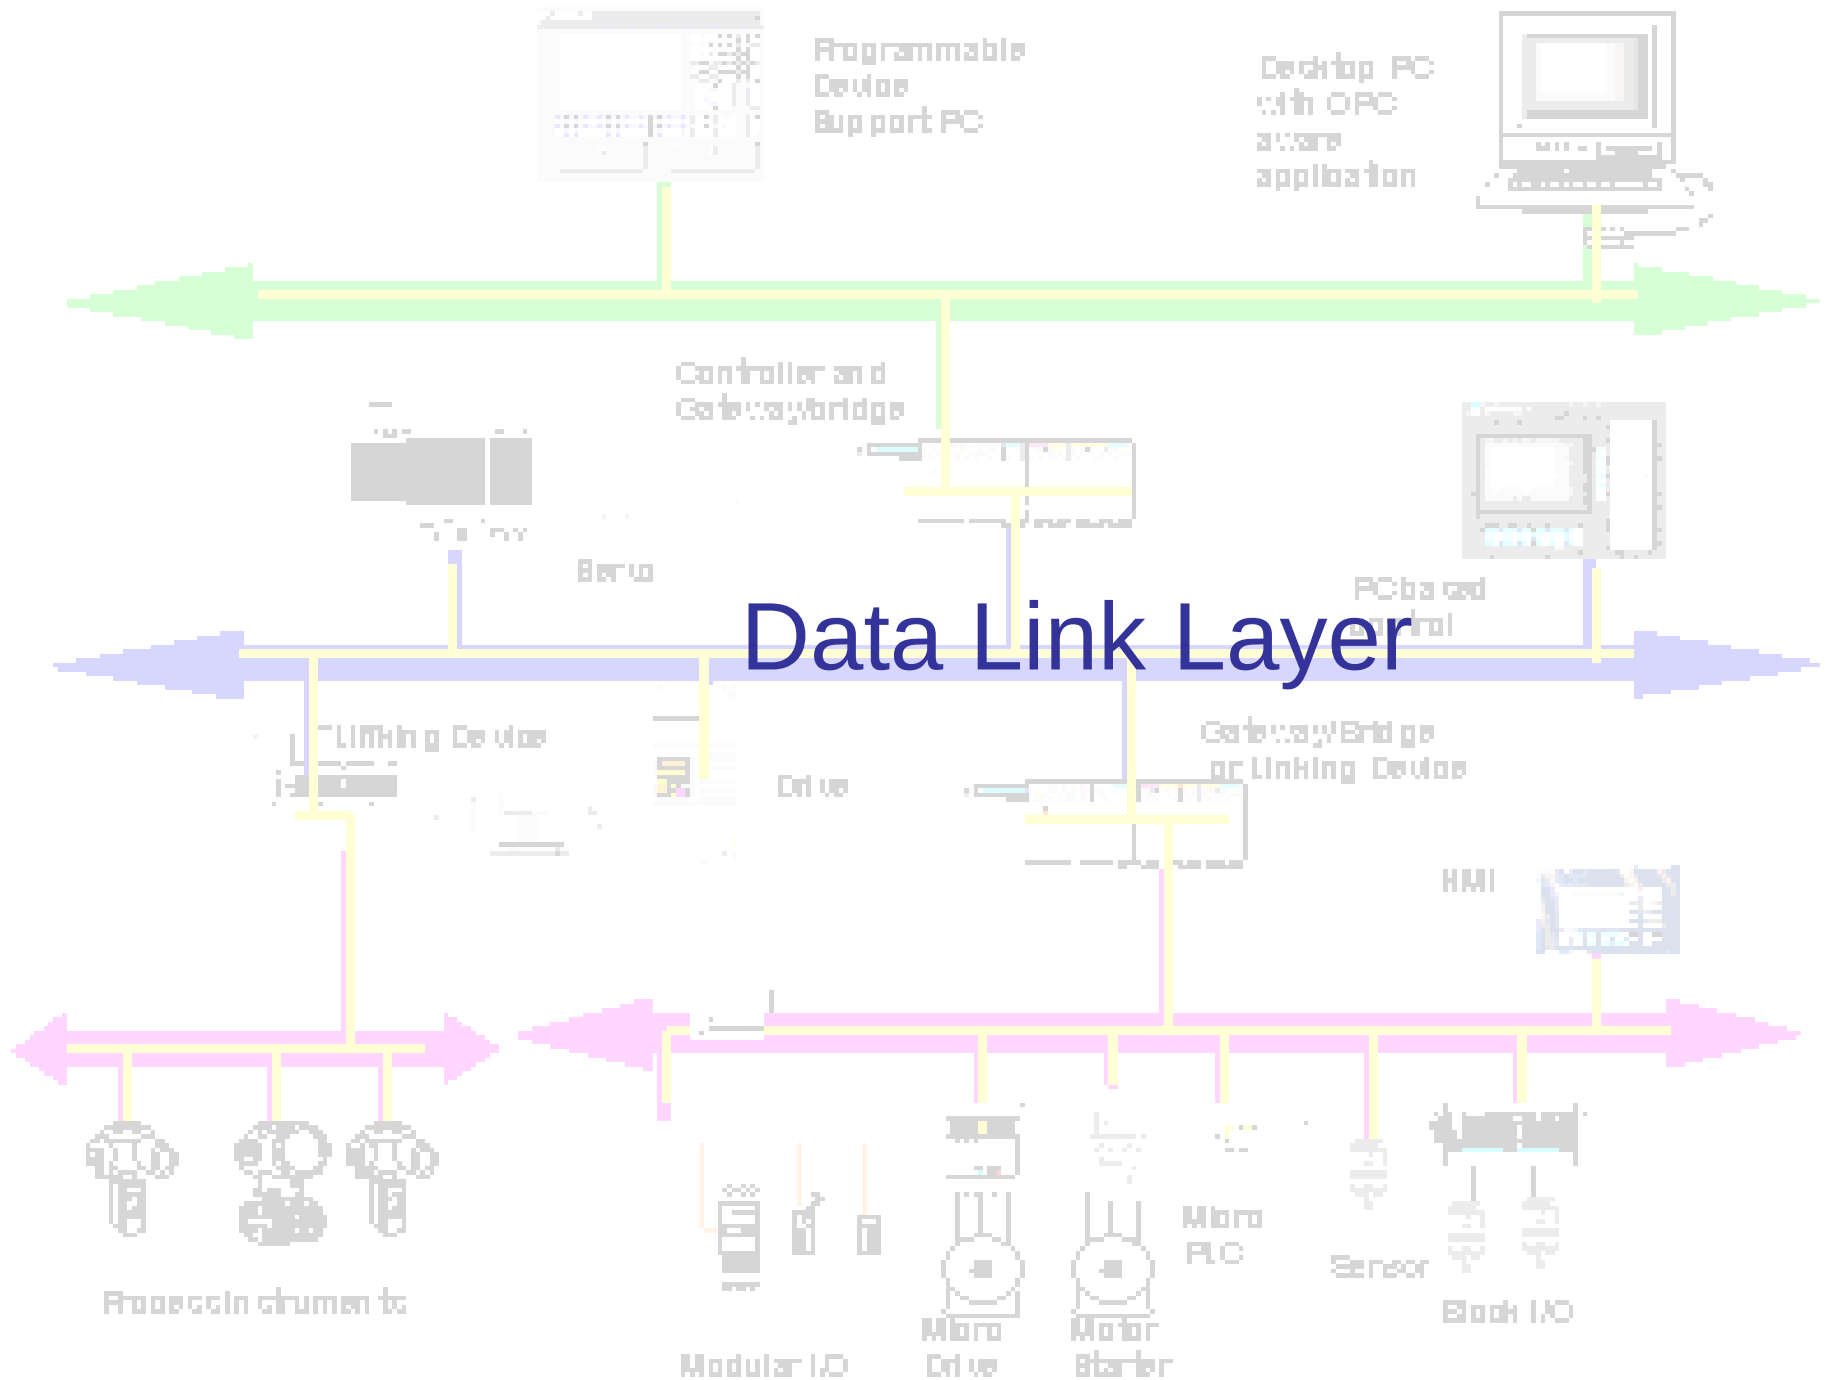 Programmable
Device
Support PC
Desktop PC
with OPC
aware
application
Controller and
Gateway/bridge
Servo
PC based
control
Data Link Layer
Linking Device
Drive
Gateway/Bridge
or Linking Device
HMI
Process Instruments
Modular I/O
Micro
Drive
Motor
Starter
Micro
PLC
Sensor
Block I/O